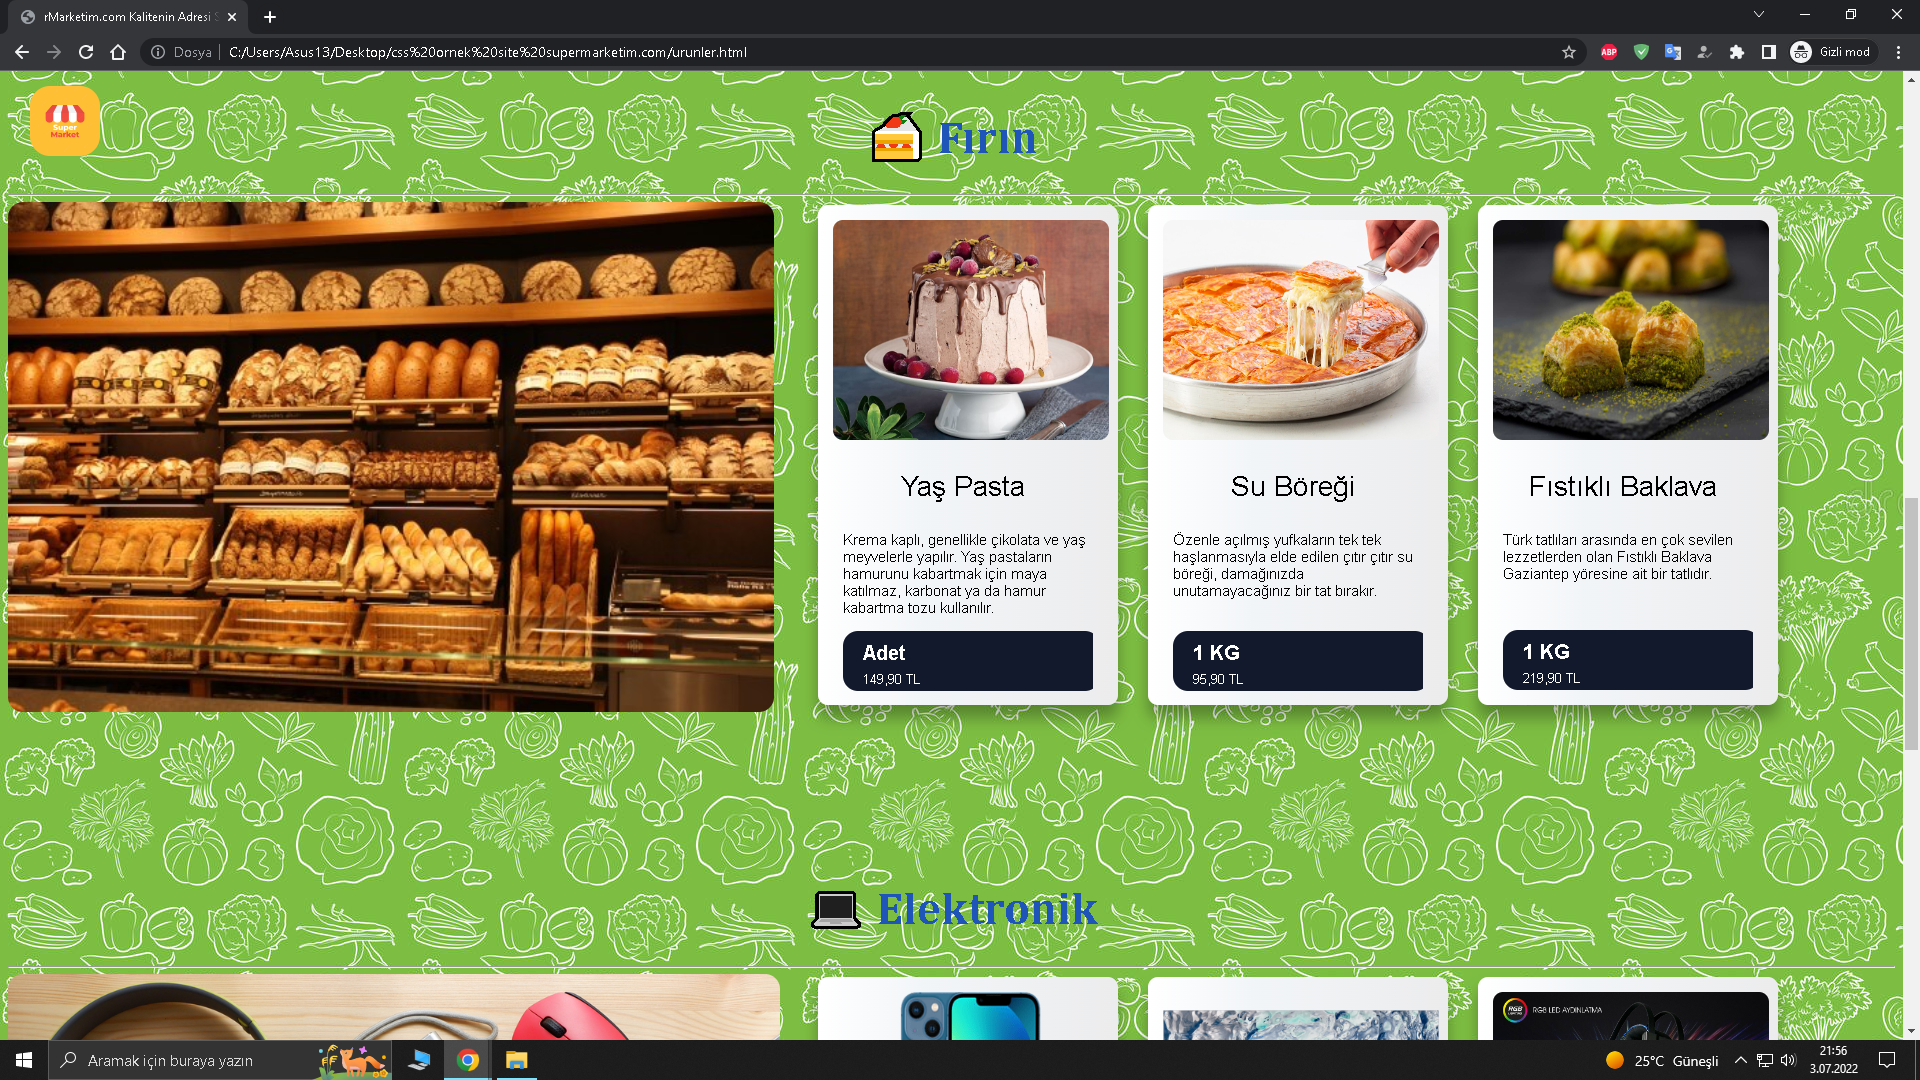 rMarketim.com Kalitenin Adresi S
Dosya
C:/Users/Asus13/Desktop/css%20ornek%20site%20supermarketim.com/urunler.html
ABP
Gizli mod
Super
Market
Fırın
Yaş Pasta
Krema kaplı, genellikle çikolata ve yaş
meyvelerle yapılır. Yaş pastaların
hamurunu kabartmak için maya
katılmaz, karbonat ya da hamur
kabartma tozu kullanılır.
Adet
149,90 TL
Su Böreği
Özenle açılmış yufkaların tek tek
haşlanmasıyla elde edilen çıtır çıtır su
böreği, damağınızda
unutamayacağınız bir tat bırakır.
1 KG
95,90 TL
Fıstıklı Baklava
Türk tatlıları arasında en çok sevilen
lezzetlerden olan Fıstıklı Baklava
Gaziantep yöresine ait bir tatlıdır.
1 KG
219,90 TL
Elektronik
RGB
RGB LED AYDINLATMA
Aramak için buraya yazın
25°C Güneşli
21:56
3.07.2022